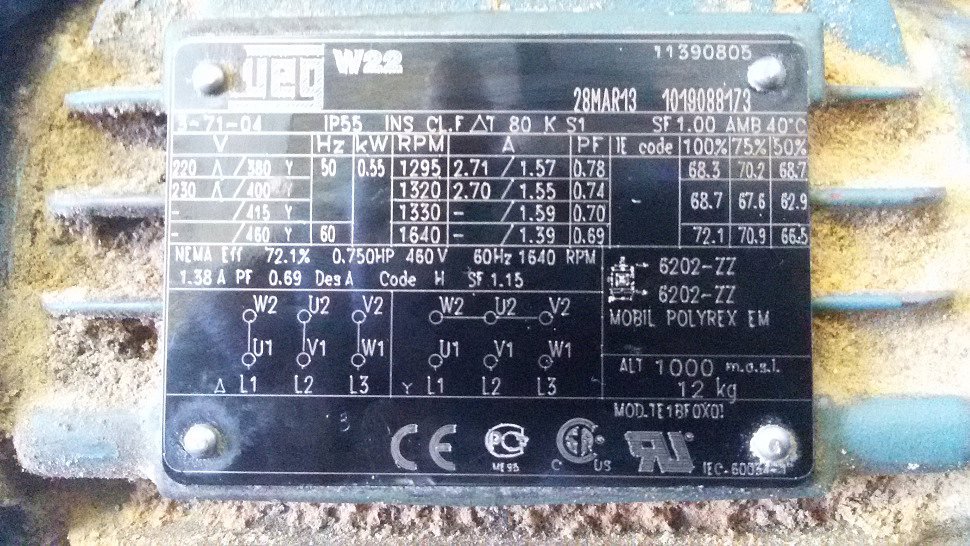 WEG W22
11390805
28MAR13 1019088173
-71-04 IP55 INS CL.F ΔT 80 K S1 SF 1.00 AMB 40°C
V Hz kW RPM A PF IE code 100% 75% 50%
220 Δ/380 Y 50 0.55 1295 2.71 / 1.57 0.78 68.3 70.2 68.7
230 Δ/400 Y 1320 2.70 / 1.55 0.74 - 68.7 67.6 62.9
- /415 Y 1330 - / 1.59 0.70
- /460 Y 60 1640 - / 1.39 0.69 72.1 70.9 66.5
NEMA Eff 72.1% 0.750HP 460V 60Hz 1640 RPM
1.38 A PF 0.69 Des A Code H SF 1.15
6202-ZZ
6202-ZZ
MOBIL POLYREX EM
W2 U2 V2 W2 U2 V2
U1 V1 W1 U1 V1 W1
Δ L1 L2 L3 Y L1 L2 L3
ALT 1000 m.a.s.l.
12 kg
MOD.TE1BF0X0!
CE PCT ME95 SA C US RU